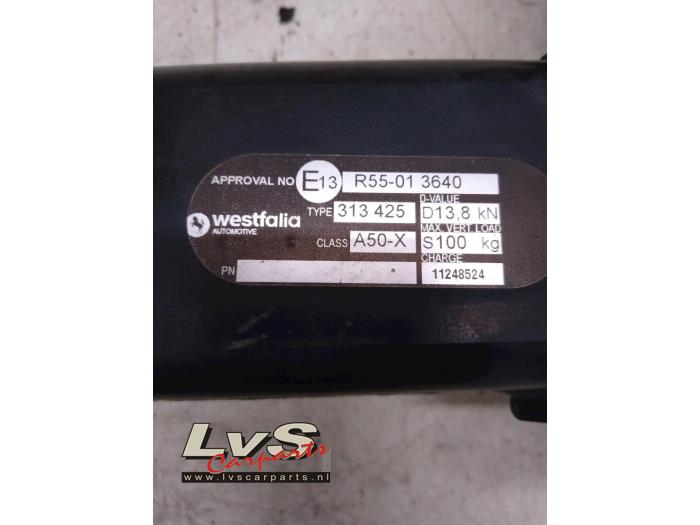 APPROVAL NO E13 R55-01 3640
westfalia
AUTOMOTIVE
TYPE 313 425
D-VALUE
D13,8 kN
CLASS A50-X
MAX. VERT. LOAD
S100 kg
PN
CHARGE
11248524
LvS
Carparts
www.lvscarparts.nl